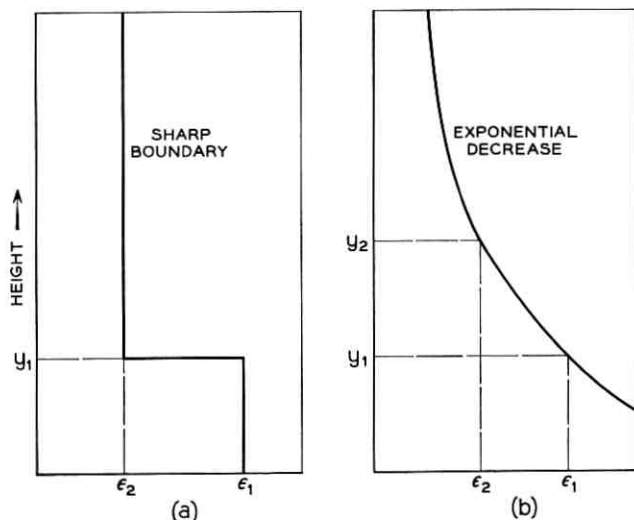 SHARP
BOUNDARY
HEIGHT →
y₁
ϵ₂
ϵ₁
(a)
EXPONENTIAL
DECREASE
y₂
y₁
ϵ₂
ϵ₁
(b)